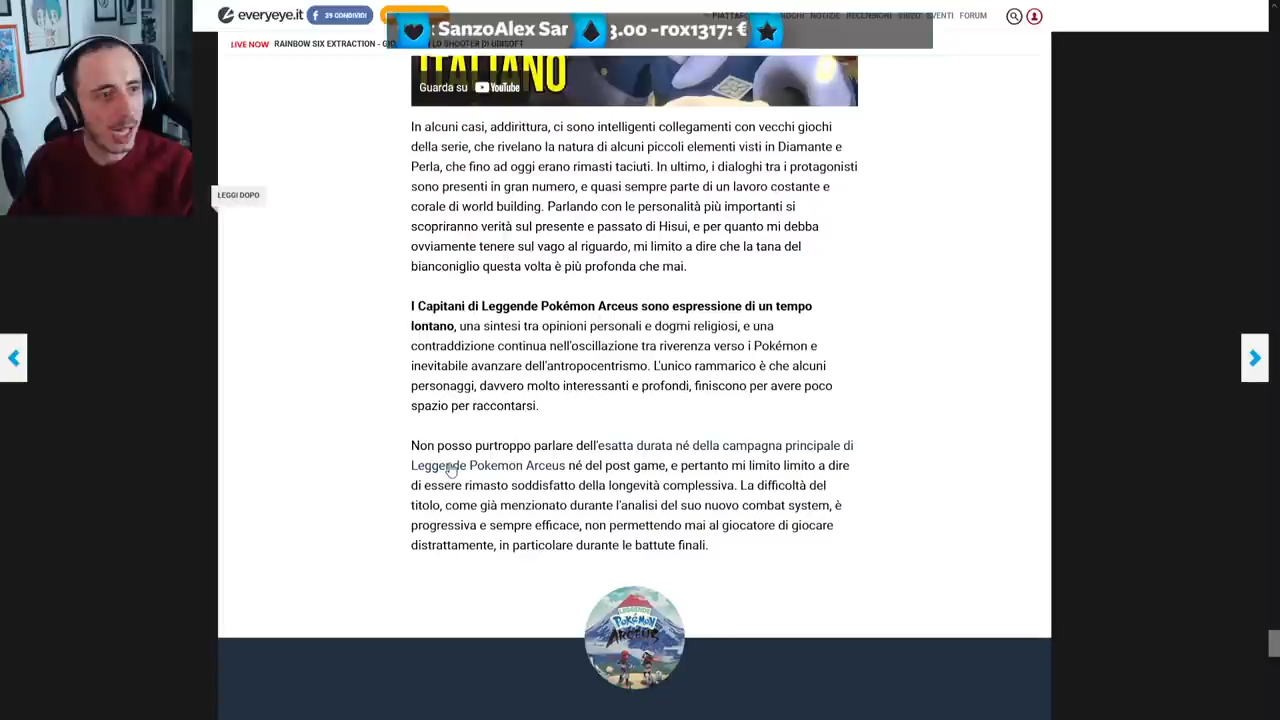 everyeye.it
29 CONDIVIDI
NOTIZIE RECENSIONI VIDEO EVENTI FORUM
SanzoAlex Sar
3.00 -rox1317: €
LIVE NOW RAINBOW SIX EXTRACTION -
LO SHOOTER DI UBISOFT
ITALIANO
Guarda su YouTube
In alcuni casi, addirittura, ci sono intelligenti collegamenti con vecchi giochi
della serie, che rivelano la natura di alcuni piccoli elementi visti in Diamante e
Perla, che fino ad oggi erano rimasti taciuti. In ultimo, i dialoghi tra i protagonisti
sono presenti in gran numero, e quasi sempre parte di un lavoro costante e
LEGGI DOPO
corale di world building. Parlando con le personalità più importanti si
scopriranno verità sul presente e passato di Hisui, e per quanto mi debba
ovviamente tenere sul vago al riguardo, mi limito a dire che la tana del
bianconiglio questa volta è più profonda che mai.
I Capitani di Leggende Pokémon Arceus sono espressione di un tempo
lontano, una sintesi tra opinioni personali e dogmi religiosi, e una
contraddizione continua nell'oscillazione tra riverenza verso i Pokémon e
inevitabile avanzare dell'antropocentrismo. L'unico rammarico è che alcuni
personaggi, davvero molto interessanti e profondi, finiscono per avere poco
spazio per raccontarsi.
Non posso purtroppo parlare dell'esatta durata né della campagna principale di
Leggende Pokemon Arceus né del post game, e pertanto mi limito limito a dire
di essere rimasto soddisfatto della longevità complessiva. La difficoltà del
titolo, come già menzionato durante l'analisi del suo nuovo combat system, è
progressiva e sempre efficace, non permettendo mai al giocatore di giocare
distrattamente, in particolare durante le battute finali.
LEGGENDE
POKÉMON
ARCEUS